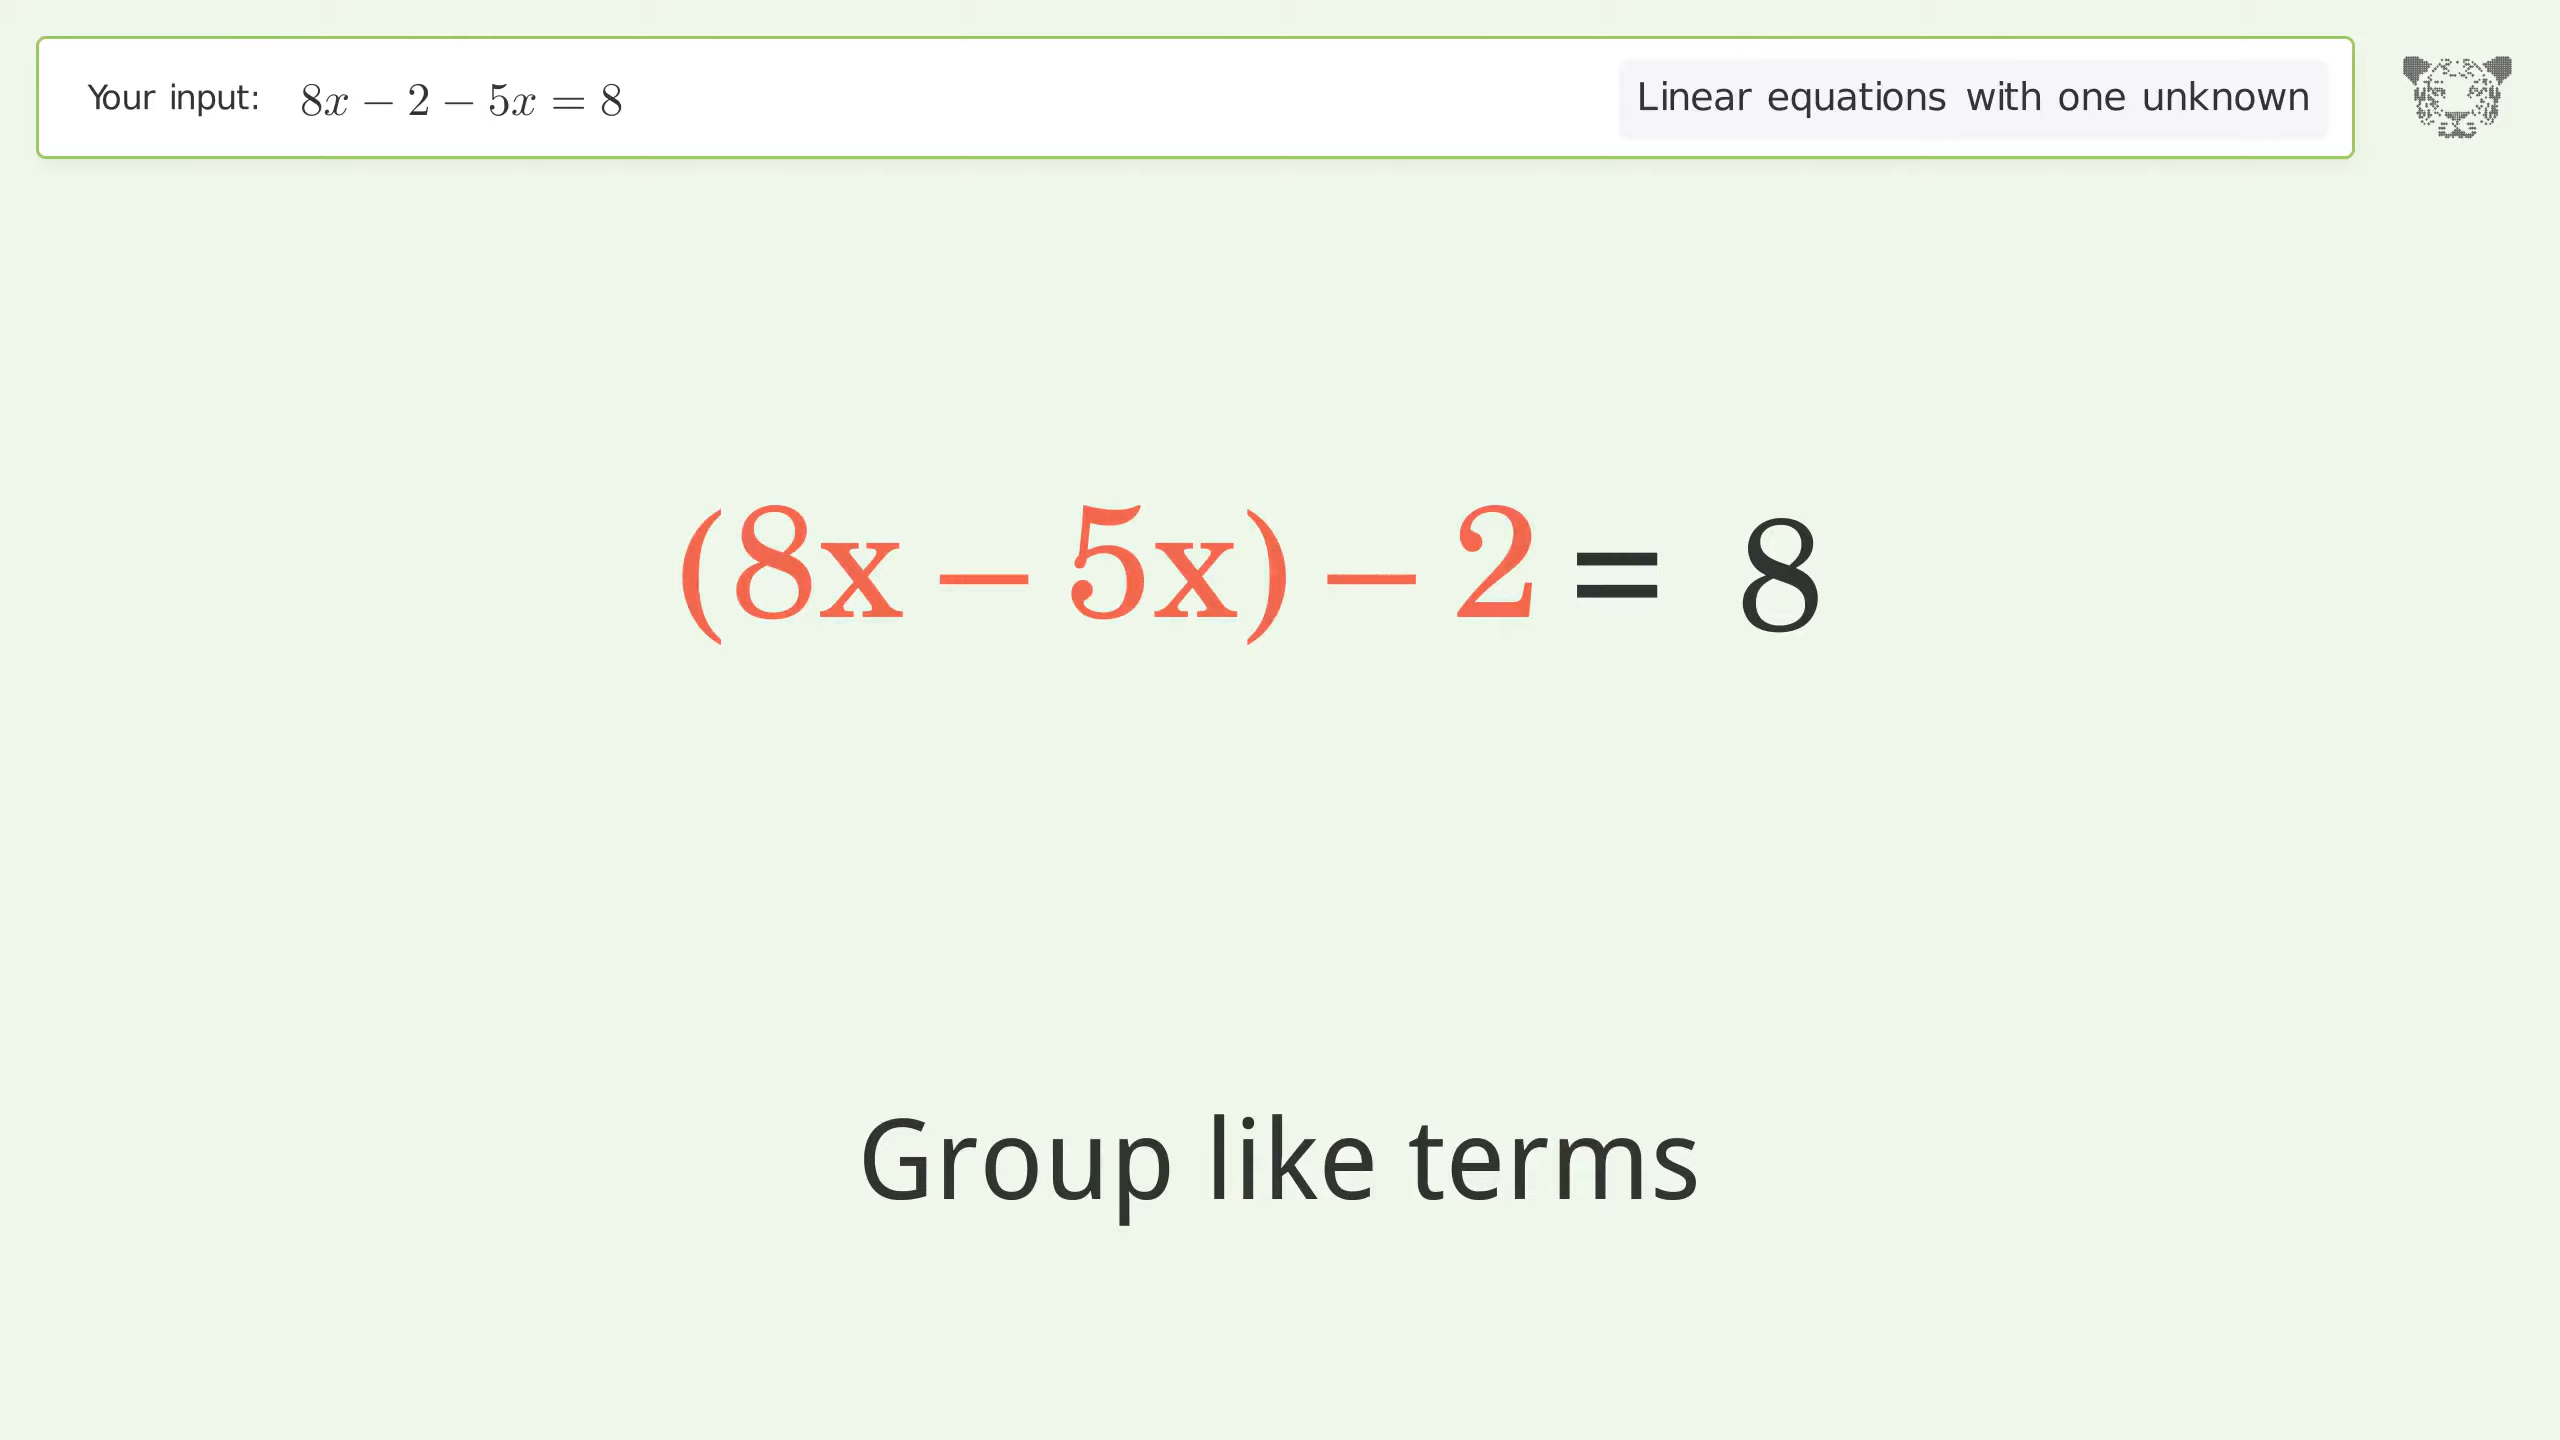 Your input: 8x − 2 − 5x = 8
Linear equations with one unknown
(8x − 5x) − 2 = 8
Group like terms